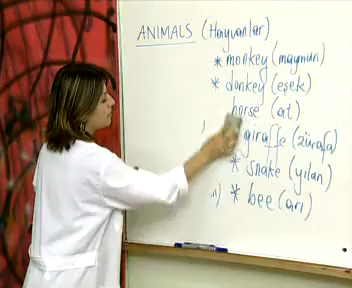 ANIMALS (Hayvanlar)
* monkey (maymun)
* donkey (eşek)
horse (at)
giraffe (zürafa)
* snake (yılan)
* bee (arı)